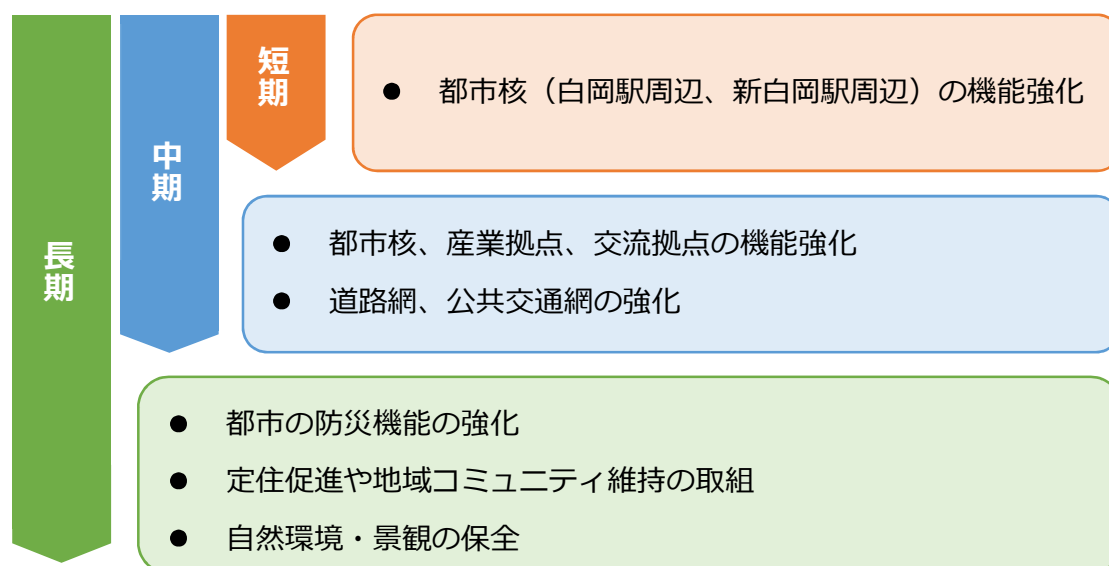 短期
● 都市核（白岡駅周辺、新白岡駅周辺）の機能強化
中期
● 都市核、産業拠点、交流拠点の機能強化
● 道路網、公共交通網の強化
長期
● 都市の防災機能の強化
● 定住促進や地域コミュニティ維持の取組
● 自然環境・景観の保全